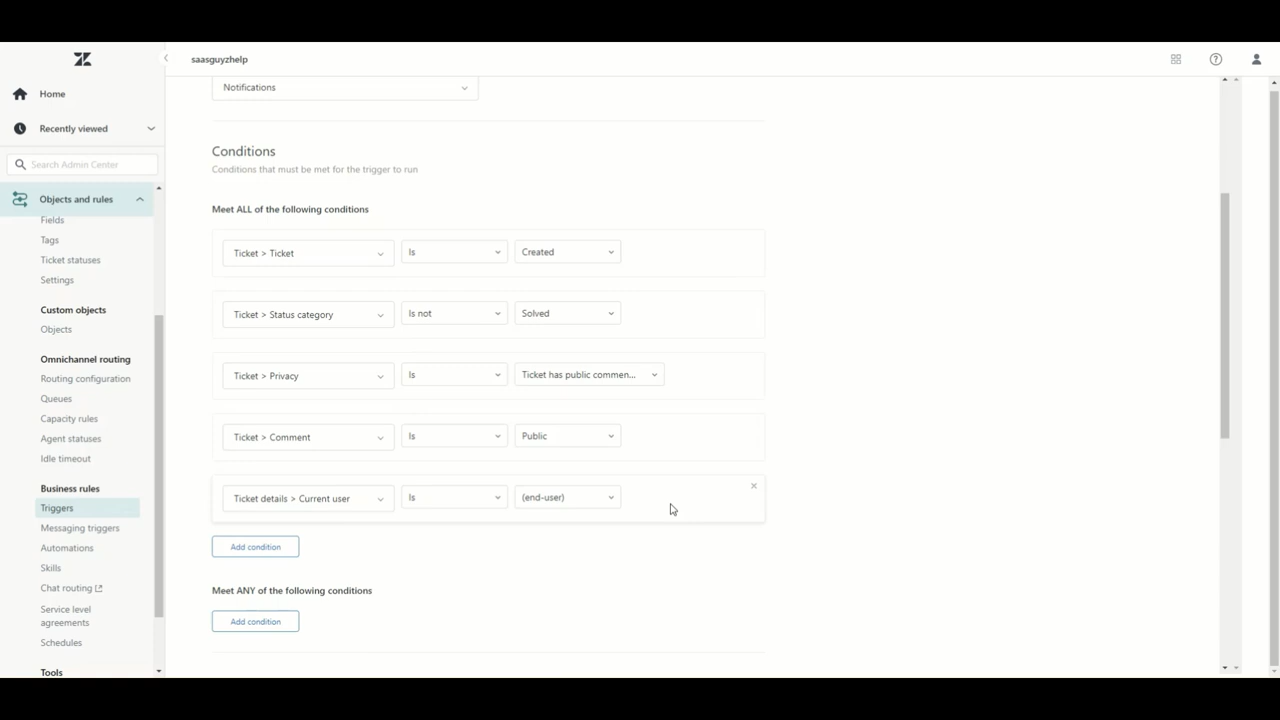 saasguyzhelp
Home
Recently viewed
Search Admin Center
Objects and rules
Fields
Tags
Ticket statuses
Settings
Custom objects
Objects
Omnichannel routing
Routing configuration
Queues
Capacity rules
Agent statuses
Idle timeout
Business rules
Triggers
Messaging triggers
Automations
Skills
Chat routing
Service level
agreements
Schedules
Tools
Notifications
Conditions
Conditions that must be met for the trigger to run
Meet ALL of the following conditions
Ticket > Ticket Is Created
Ticket > Status category Is not Solved
Ticket > Privacy Is Ticket has public commen...
Ticket > Comment Is Public
Ticket details > Current user Is (end-user)
Add condition
Meet ANY of the following conditions
Add condition